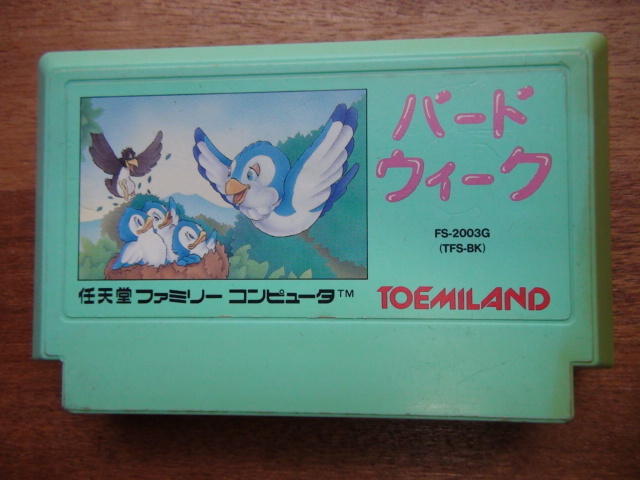 バード
ウィーク
FS-2003G
(TFS-BK)
任天堂 ファミリー コンピュータ™
TOEMILAND